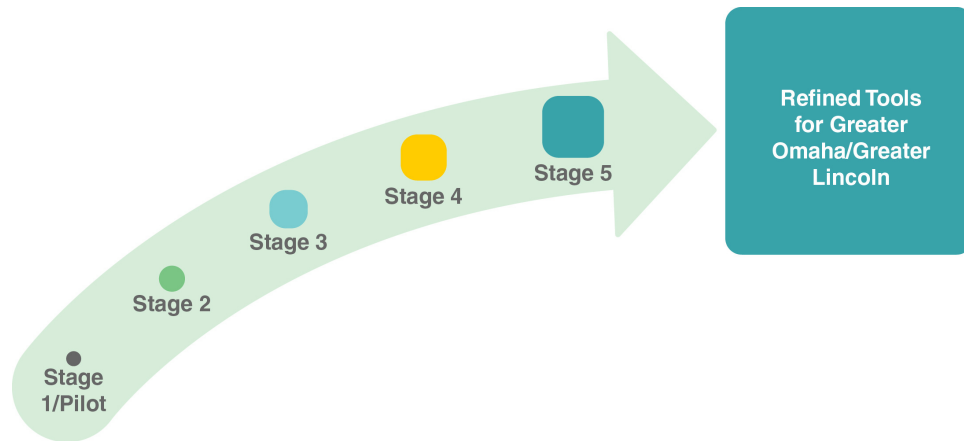 Stage
1/Pilot
Stage 2
Stage 3
Stage 4
Stage 5
Refined Tools
for Greater
Omaha/Greater
Lincoln